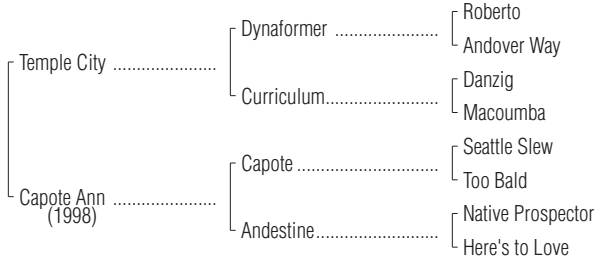 Roberto
Dynaformer ....................
Andover Way
Temple City ....................
Danzig
Curriculum......................
Macoumba
Seattle Slew
Capote ...........................
Too Bald
Capote Ann ....................
(1998)
Native Prospector
Andestine........................
Here's to Love